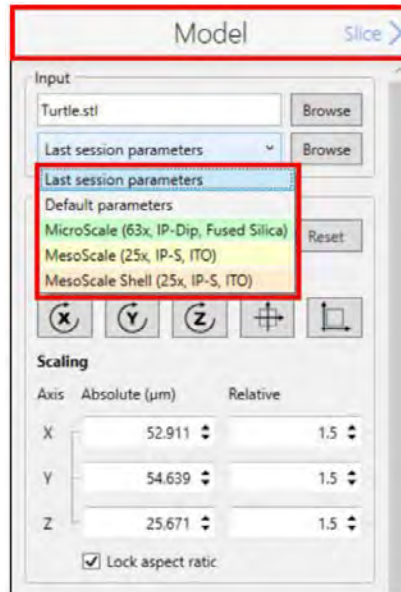 Model Slice
Input
Turtle.stl Browse
Last session parameters Browse
Last session parameters
Default parameters
MicroScale (63x, IP-Dip, Fused Silica)
Reset
MesoScale (25x, IP-S, ITO)
MesoScale Shell (25x, IP-S, ITO)
X Y Z
Scaling
Axis Absolute (µm) Relative
X 52.911 1.5
Y 54.639 1.5
Z 25.671 1.5
Lock aspect ratio